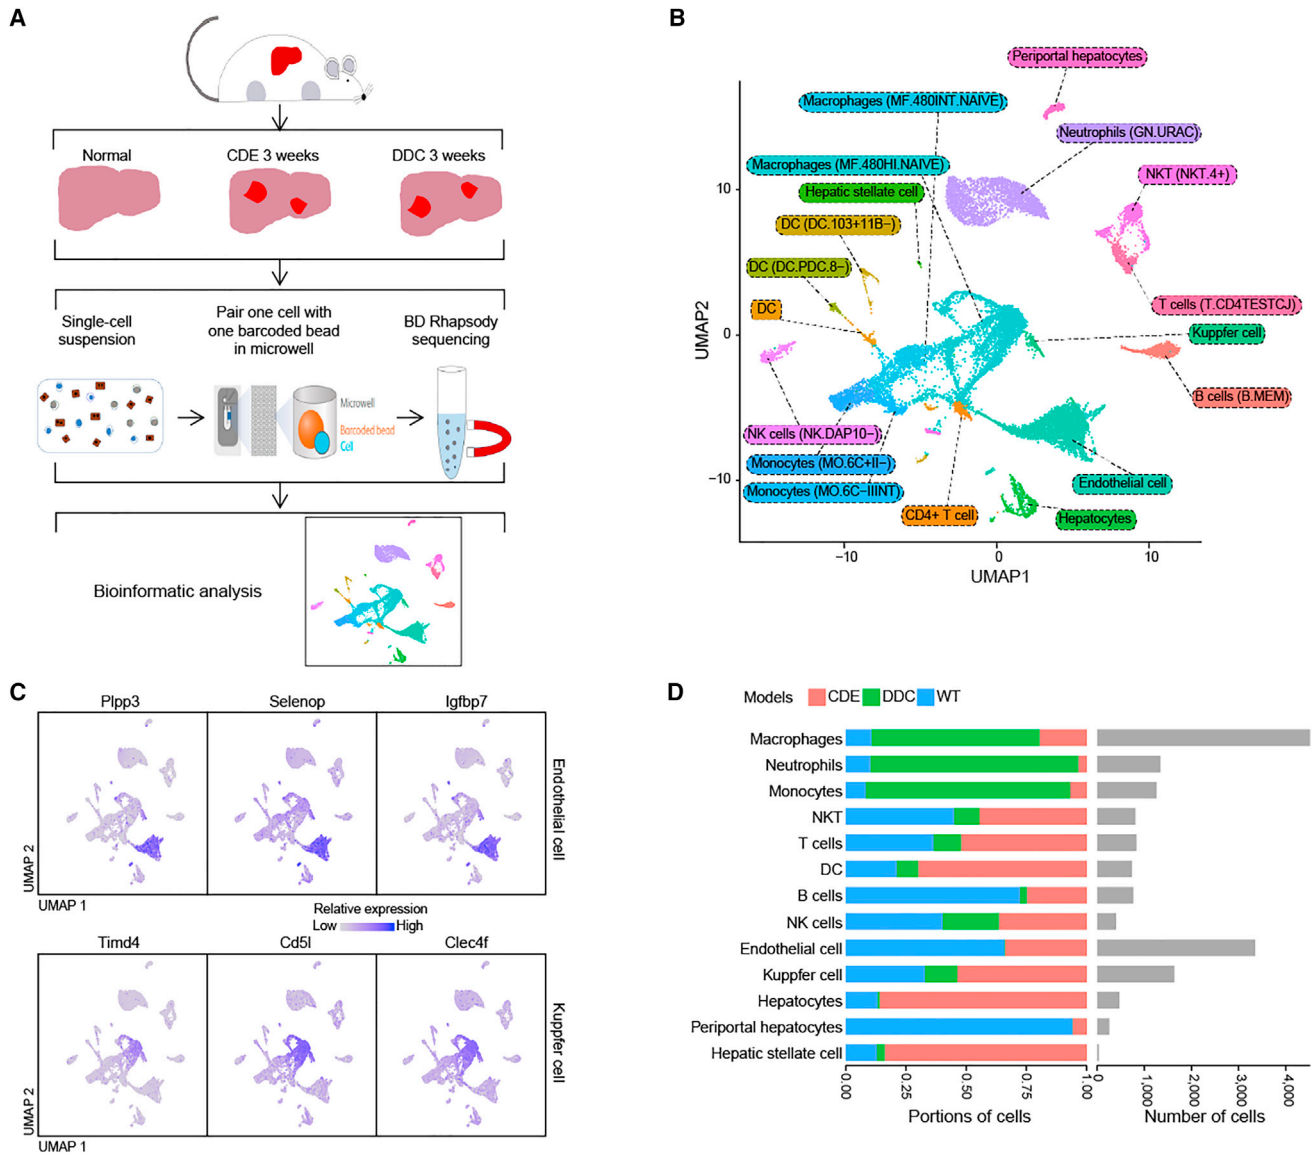 A
Normal
CDE 3 weeks
DDC 3 weeks
Single-cell
suspension
Pair one cell with
one barcoded bead
in microwell
BD Rhapsody
sequencing
Microwell
Barcoded bead
Cell
Bioinformatic analysis
B
Periportal hepatocytes
Macrophages (MF.480INT.NAIVE)
Neutrophils (GN.URAC)
Macrophages (MF.480HI.NAIVE)
NKT (NKT.4+)
Hepatic stellate cell
DC (DC.103+11B−)
DC (DC.PDC.8−)
DC
T cells (T.CD4TESTCJ)
Kuppfer cell
B cells (B.MEM)
NK cells (NK.DAP10−)
Monocytes (MO.6C+II−)
Monocytes (MO.6C−IIINT)
CD4+ T cell
Endothelial cell
Hepatocytes
10
0
−10
UMAP2
−10
0
10
UMAP1
C
Plpp3
Selenop
Igfbp7
Endothelial cell
UMAP 2
UMAP 1
Relative expression
Low
High
Timd4
Cd5l
Clec4f
Kuppfer cell
UMAP 2
UMAP 1
D
Models
CDE
DDC
WT
Macrophages
Neutrophils
Monocytes
NKT
T cells
DC
B cells
NK cells
Endothelial cell
Kuppfer cell
Hepatocytes
Periportal hepatocytes
Hepatic stellate cell
0.00
0.25
0.50
0.75
1.00
0
1,000
2,000
3,000
4,000
Portions of cells
Number of cells